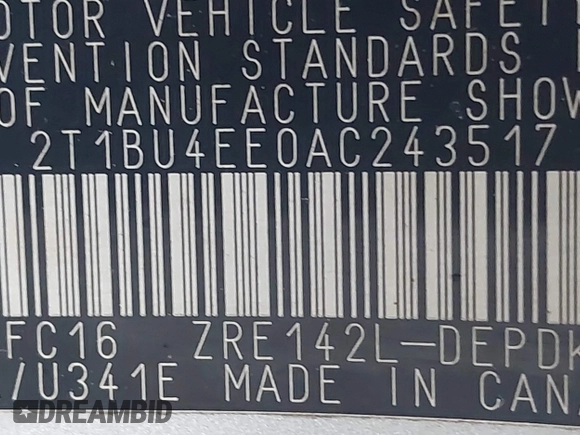 OTOR VEHICLE SAFET
VENTION STANDARDS
OF MANUFACTURE SHOW
2T1BU4EE0AC243517
FC16 ZRE142L-DEPDK
/U341E MADE IN CAN
DREAMBID